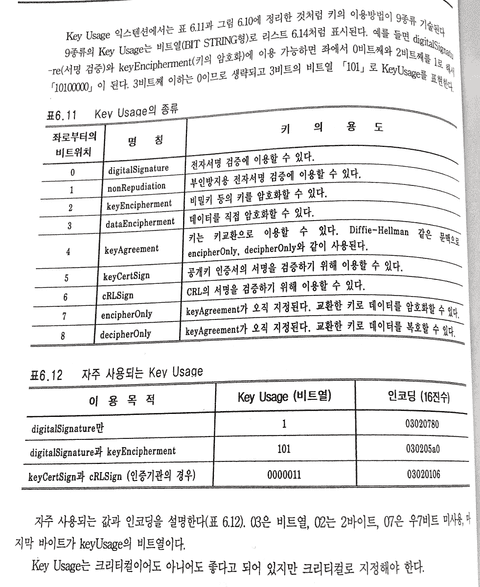 Key Usage 익스텐션에서는 표 6.11과 그림 6.10에 정리한 것처럼 키의 이용방법이 9종류 기술된다
9종류의 Key Usage는 비트열(BIT STRING형)로 리스트 6.14처럼 표시된다. 예를 들면 digitalSignatu
-re(서명 검증)와 keyEncipherment(키의 암호화)에 이용 가능하면 좌에서 0비트째와 2비트째를 1로 해서
「10100000」이 된다. 3비트째 이하는 0이므로 생략되고 3비트의 비트열 「101」로 KeyUsage를 표현한다.
표6.11 Key Usage의 종류
좌로부터의 비트위치 명 칭 키 의 용 도
0 digitalSignature 전자서명 검증에 이용할 수 있다.
1 nonRepudiation 부인방지용 전자서명 검증에 이용할 수 있다.
2 keyEncipherment 비밀키 등의 키를 암호화할 수 있다.
3 dataEncipherment 데이터를 직접 암호화할 수 있다.
4 keyAgreement 키는 키교환으로 이용할 수 있다. Diffie-Hellman 같은 문맥으로
encipherOnly, decipherOnly와 같이 사용된다.
5 keyCertSign 공개키 인증서의 서명을 검증하기 위해 이용할 수 있다.
6 cRLSign CRL의 서명을 검증하기 위해 이용할 수 있다.
7 encipherOnly keyAgreement가 오직 지정된다. 교환한 키로 데이터를 암호화할 수 있다.
8 decipherOnly keyAgreement가 오직 지정된다. 교환한 키로 데이터를 복호할 수 있다.
표6.12 자주 사용되는 Key Usage
이 용 목 적 Key Usage (비트열) 인코딩 (16진수)
digitalSignature만 1 03020780
digitalSignature과 keyEncipherment 101 030205a0
keyCertSign과 cRLSign (인증기관의 경우) 0000011 03020106
자주 사용되는 값과 인코딩을 설명한다(표 6.12). 03은 비트열, 02는 2바이트, 07은 우7비트 미사용, 마
지막 바이트가 keyUsage의 비트열이다.
Key Usage는 크리티컬이어도 아니어도 좋다고 되어 있지만 크리티컬로 지정해야 한다.